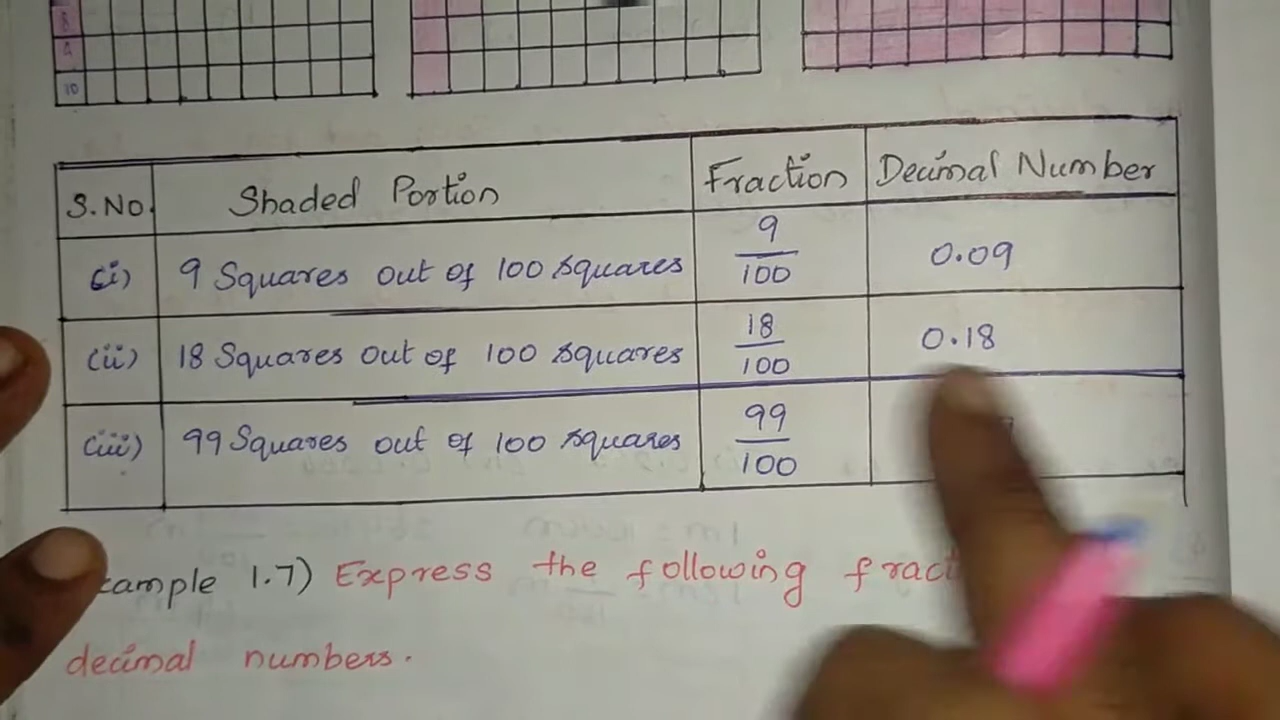 10
S.No. Shaded Portion Fraction Decimal Number
(i) 9 Squares out of 100 squares 9/100 0.09
(ii) 18 Squares out of 100 squares 18/100 0.18
(iii) 99 Squares out of 100 squares 99/100
1.7) Express the following
decimal numbers.